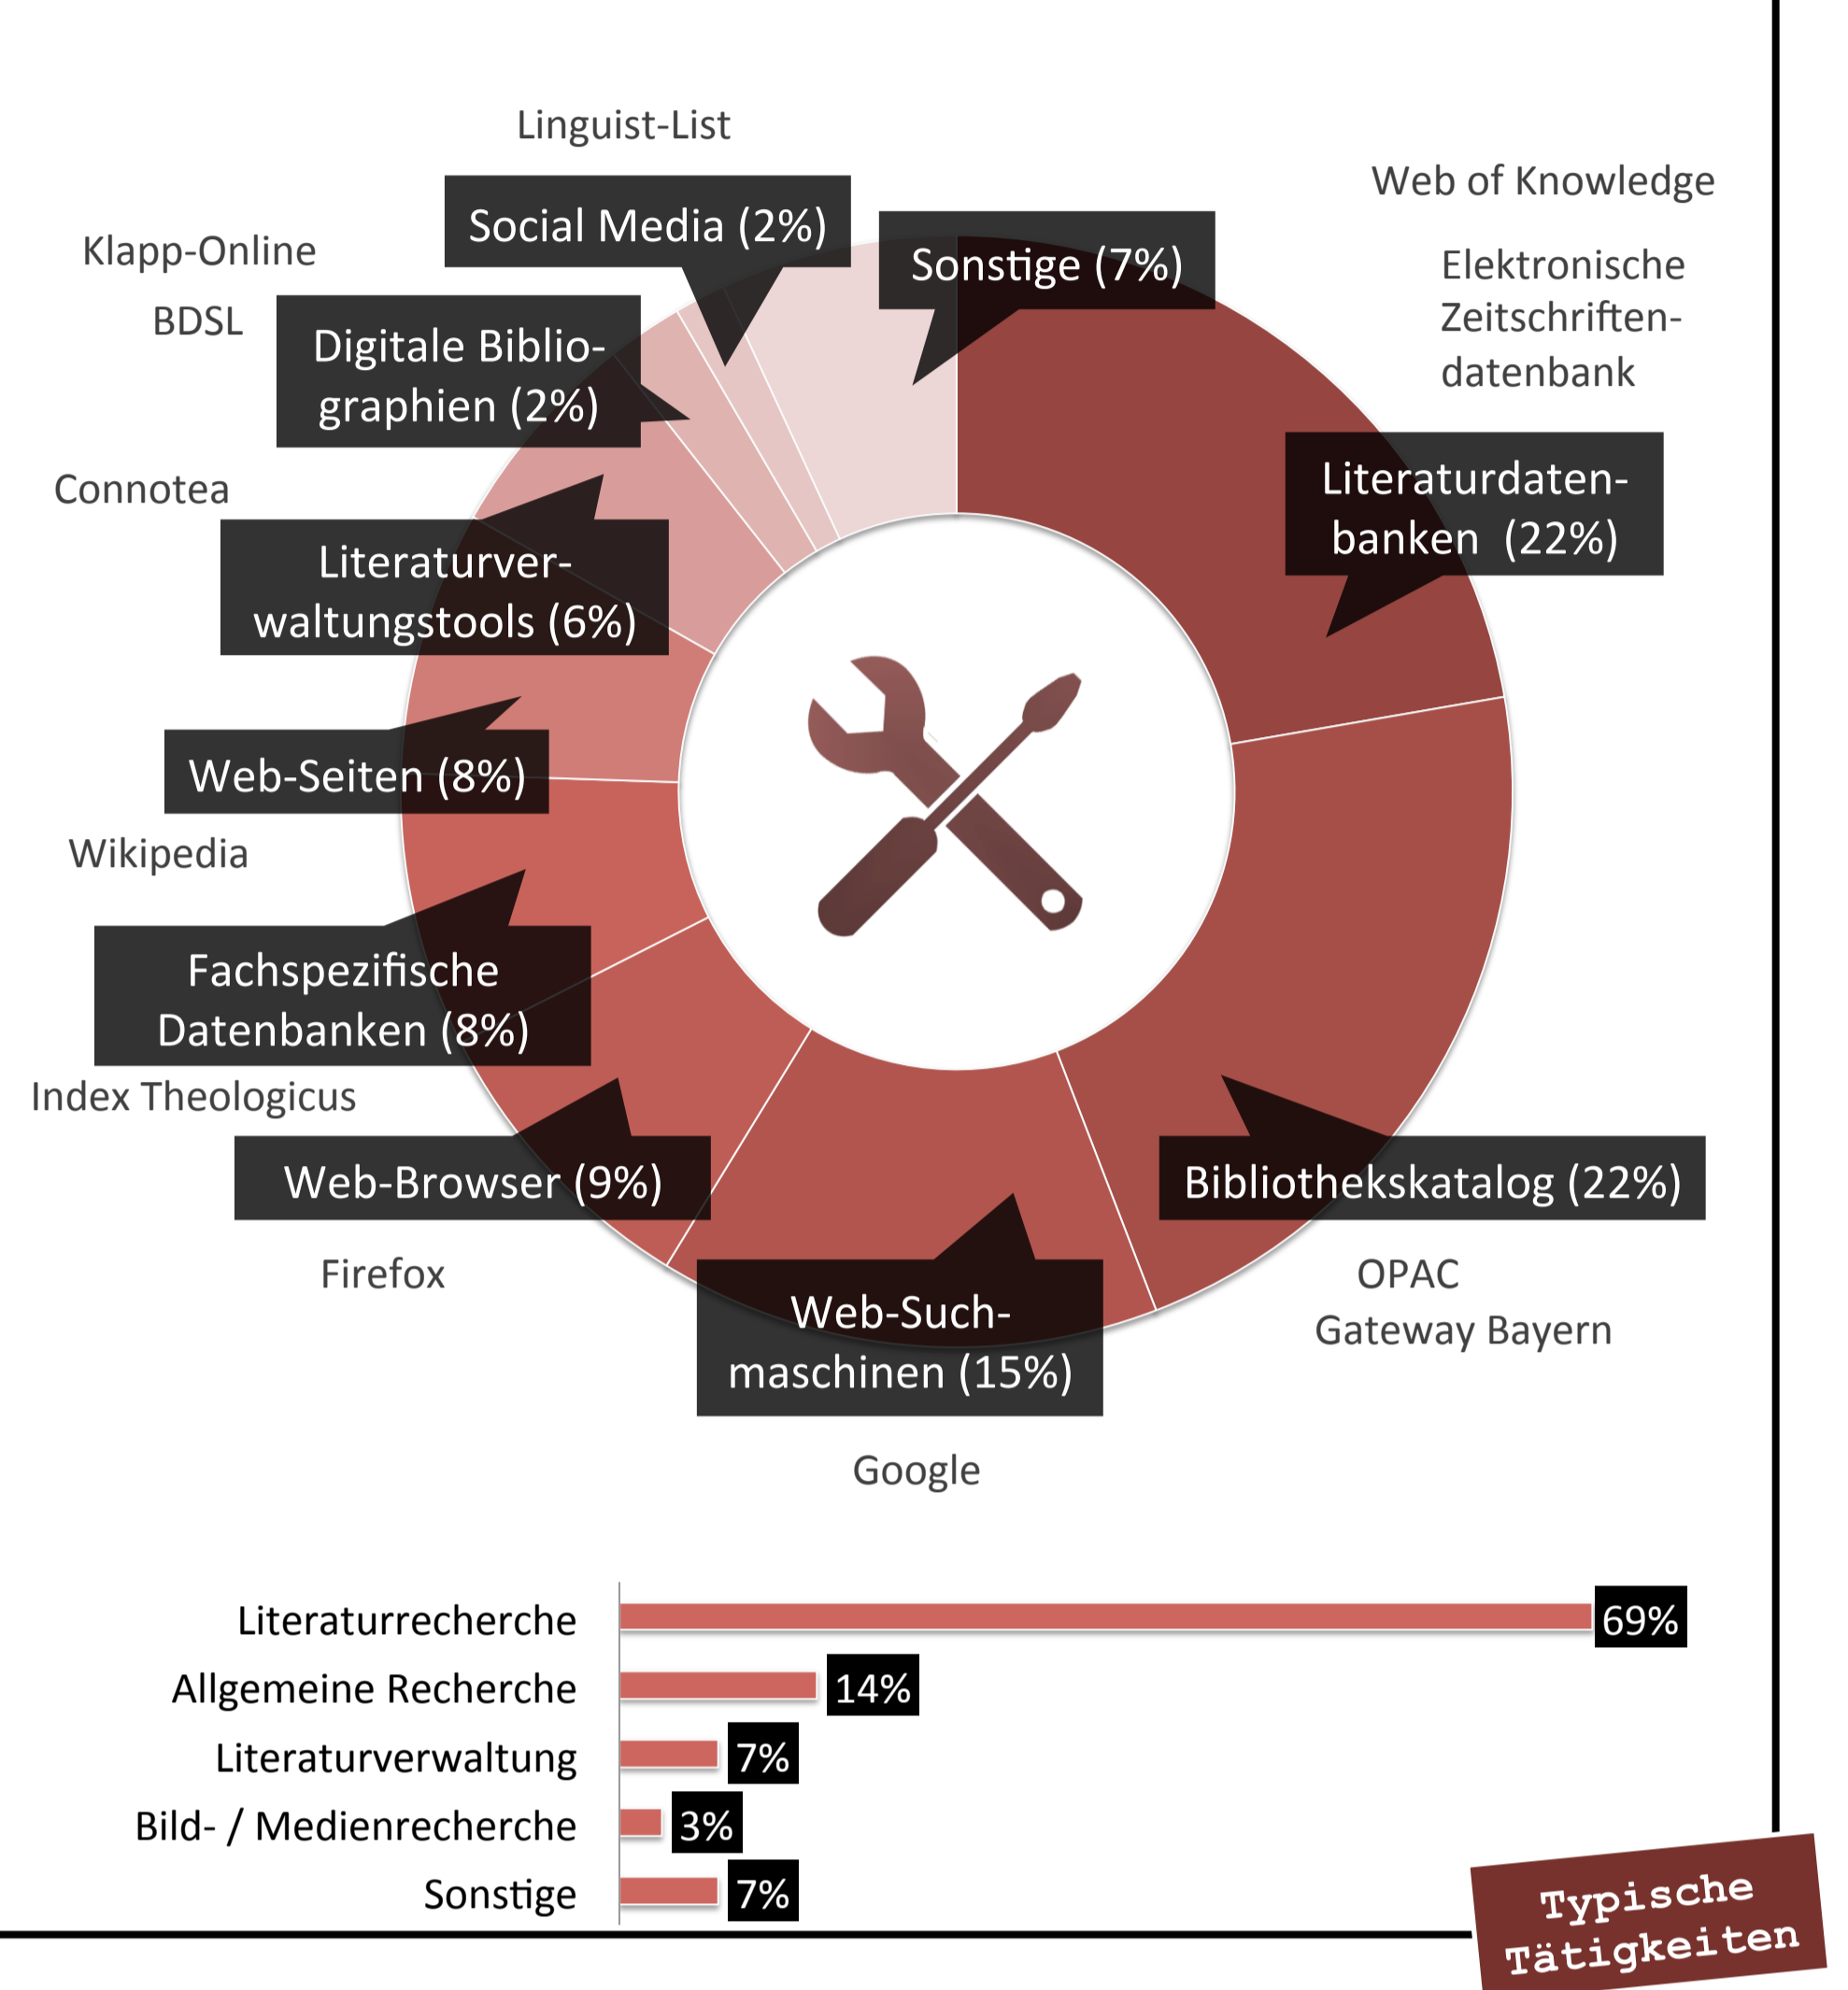 Linguist-List
Social Media (2%)
Sonstige (7%)
Web of Knowledge
Elektronische
Zeitschriften-
datenbank
Literaturdaten-
banken (22%)
Klapp-Online
BDSL
Digitale Biblio-
graphien (2%)
Connotea
Literaturver-
waltungstools (6%)
Web-Seiten (8%)
Wikipedia
Fachspezifische
Datenbanken (8%)
Index Theologicus
Web-Browser (9%)
Firefox
Bibliothekskatalog (22%)
OPAC
Gateway Bayern
Web-Such-
maschinen (15%)
Google
Literaturrecherche 69%
Allgemeine Recherche 14%
Literaturverwaltung 7%
Bild- / Medienrecherche 3%
Sonstige 7%
Typische
Tätigkeiten